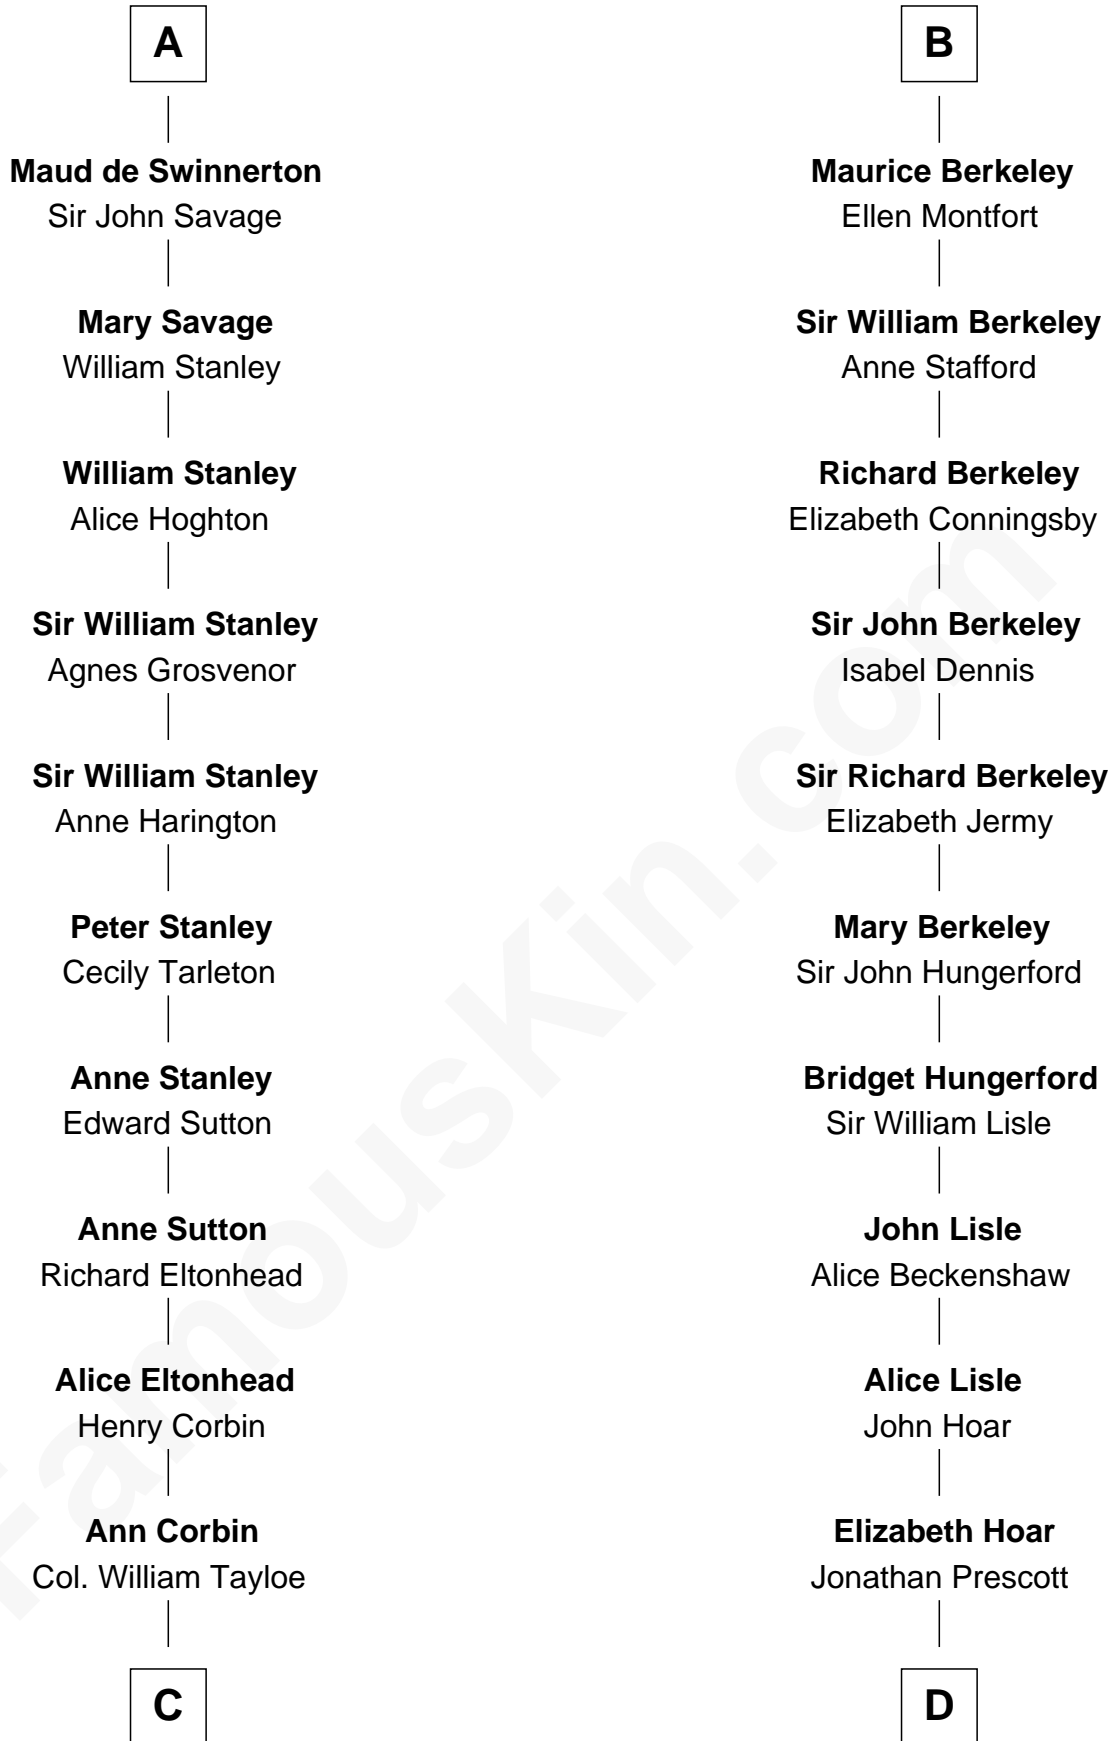 A
Maud de Swinnerton
Sir John Savage
Mary Savage
William Stanley
William Stanley
Alice Hoghton
Sir William Stanley
Agnes Grosvenor
Sir William Stanley
Anne Harington
Peter Stanley
Cecily Tarleton
Anne Stanley
Edward Sutton
Anne Sutton
Richard Eltonhead
Alice Eltonhead
Henry Corbin
Ann Corbin
Col. William Tayloe
C
B
Maurice Berkeley
Ellen Montfort
Sir William Berkeley
Anne Stafford
Richard Berkeley
Elizabeth Conningsby
Sir John Berkeley
Isabel Dennis
Sir Richard Berkeley
Elizabeth Jermy
Mary Berkeley
Sir John Hungerford
Bridget Hungerford
Sir William Lisle
John Lisle
Alice Beckenshaw
Alice Lisle
John Hoar
Elizabeth Hoar
Jonathan Prescott
D
FamousKin.com